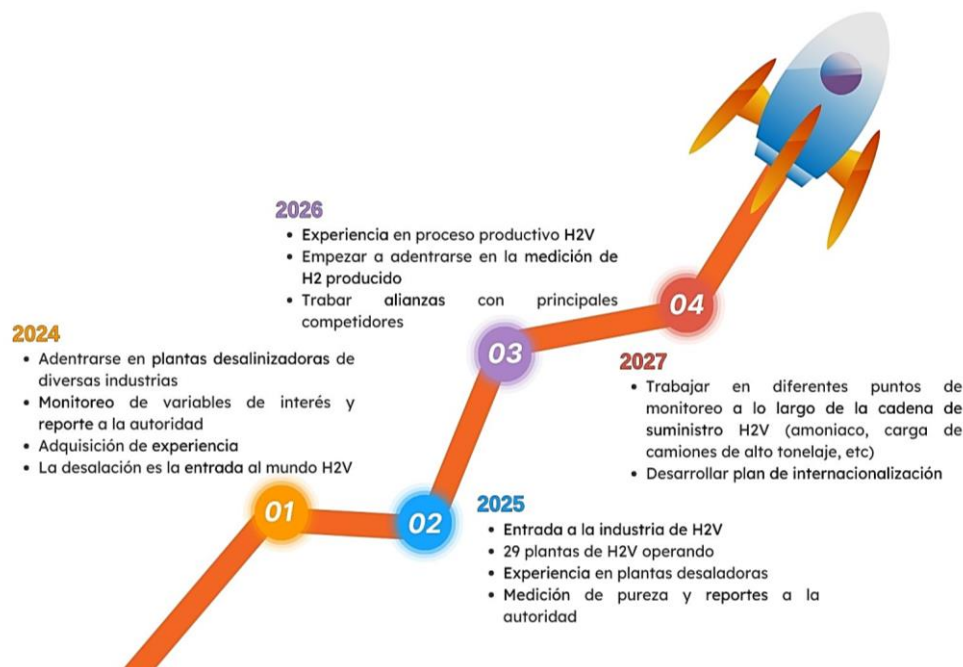 2024
• Adentrarse en plantas desalinizadoras de
diversas industrias
• Monitoreo de variables de interés y
reporte a la autoridad
• Adquisición de experiencia
• La desalación es la entrada al mundo H2V
01
02
2025
• Entrada a la industria de H2V
• 29 plantas de H2V operando
• Experiencia en plantas desaladoras
• Medición de pureza y reportes a la
autoridad
2026
• Experiencia en proceso productivo H2V
• Empezar a adentrarse en la medición de
H2 producido
• Trabar alianzas con principales
competidores
03
04
2027
• Trabajar en diferentes puntos de
monitoreo a lo largo de la cadena de
suministro H2V (amoniaco, carga de
camiones de alto tonelaje, etc)
• Desarrollar plan de internacionalización